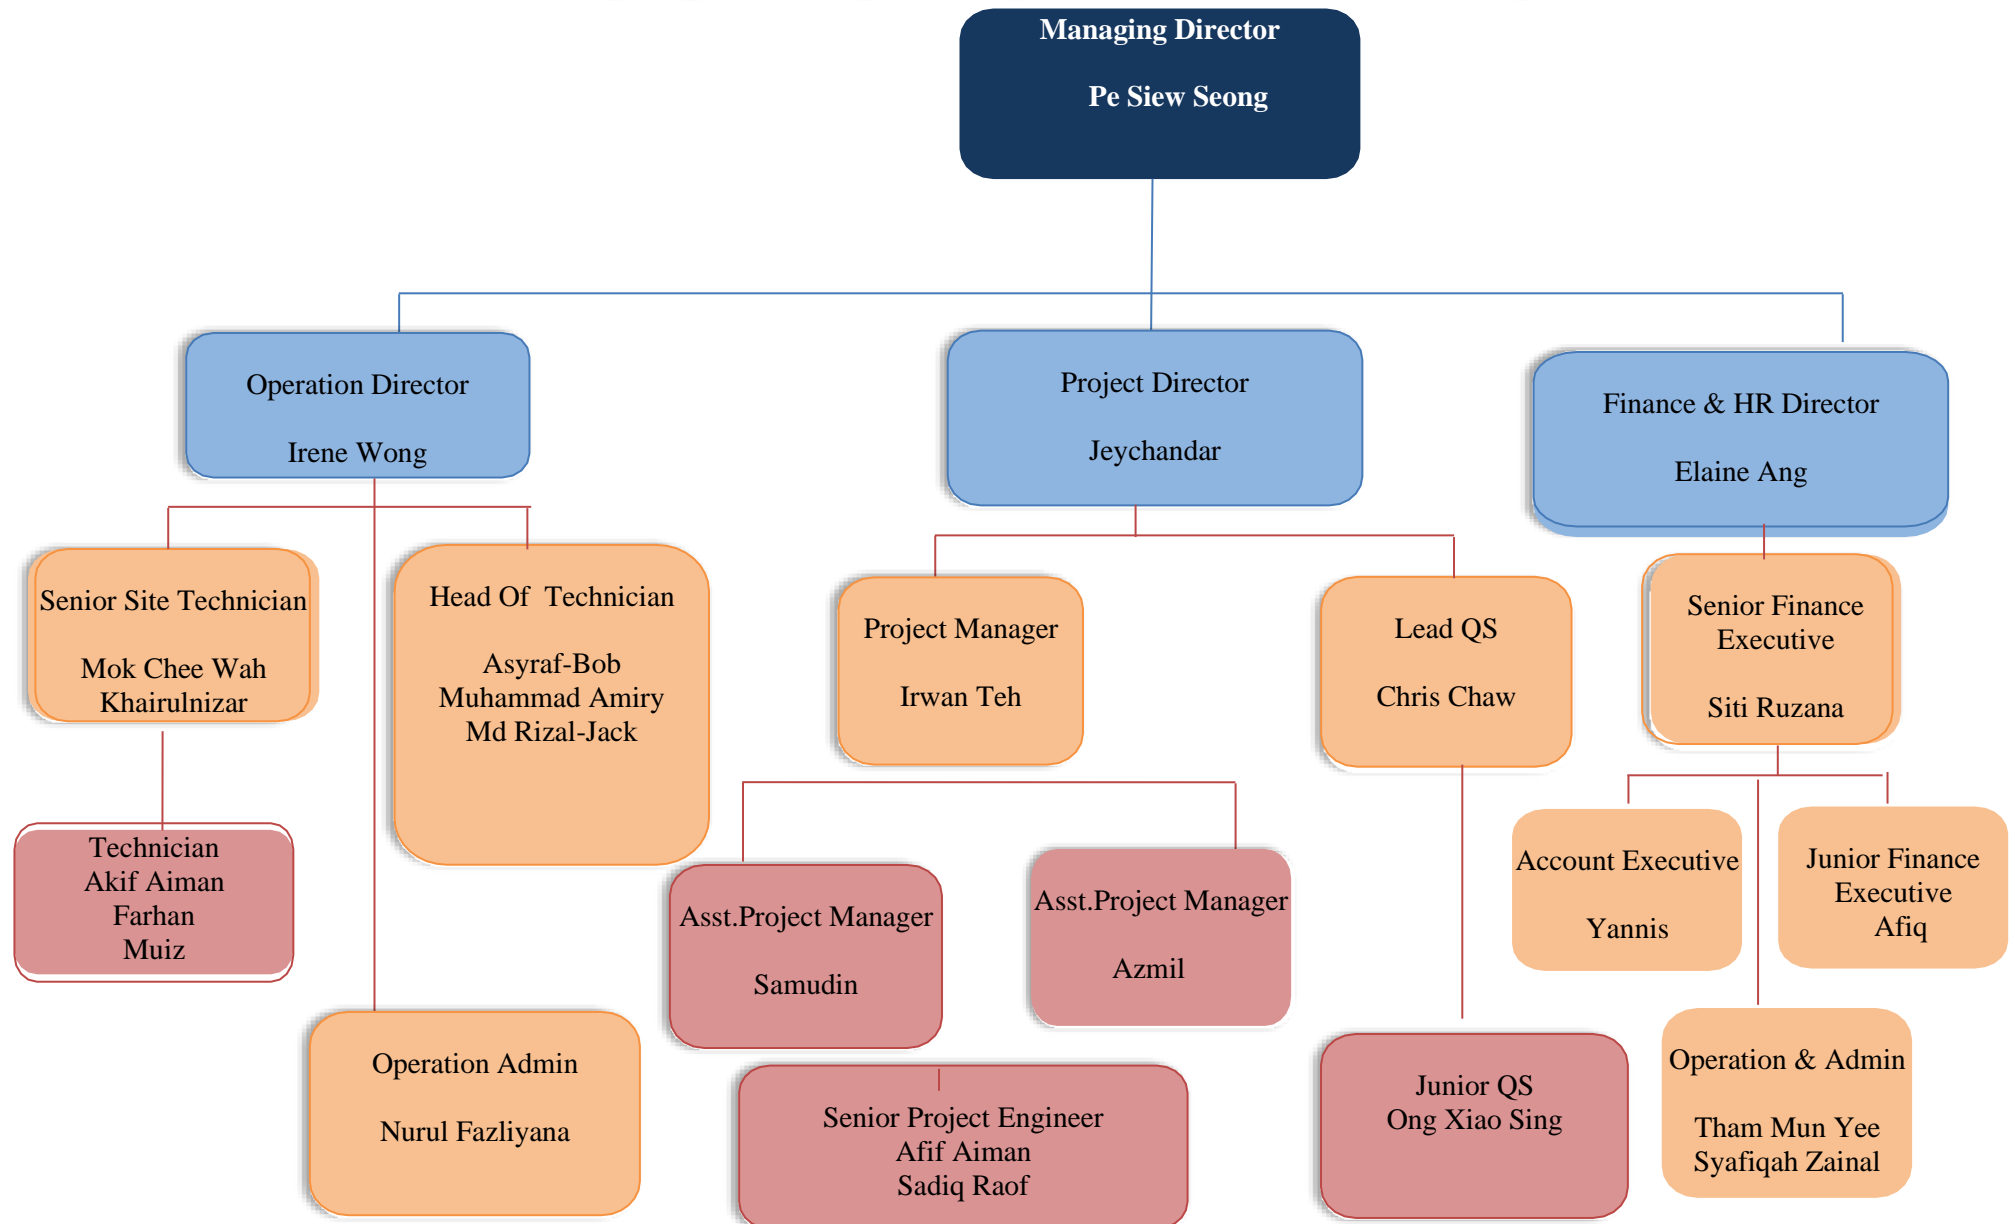 Managing Director
Pe Siew Seong
Operation Director
Irene Wong
Project Director
Jeychandar
Finance & HR Director
Elaine Ang
Senior Site Technician
Mok Chee Wah
Khairulnizar
Head Of Technician
Asyraf-Bob
Muhammad Amiry
Md Rizal-Jack
Project Manager
Irwan Teh
Lead QS
Chris Chaw
Senior Finance
Executive
Siti Ruzana
Technician
Akif Aiman
Farhan
Muiz
Asst.Project Manager
Samudin
Asst.Project Manager
Azmil
Account Executive
Yannis
Junior Finance
Executive
Afiq
Operation Admin
Nurul Fazliyana
Senior Project Engineer
Afif Aiman
Sadiq Raof
Junior QS
Ong Xiao Sing
Operation & Admin
Tham Mun Yee
Syafiqah Zainal